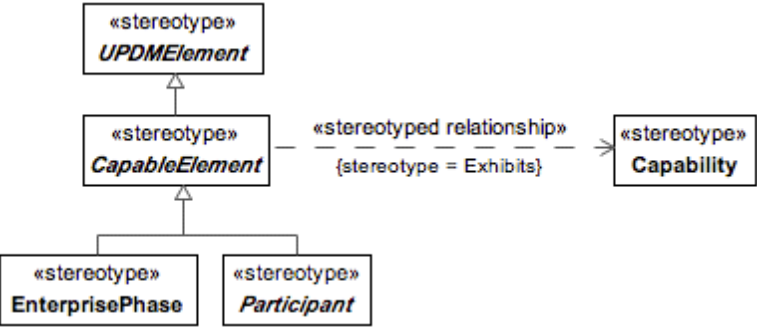 «stereotype»
UPDMElement
«stereotype»
CapableElement
«stereotyped relationship»
{stereotype = Exhibits}
«stereotype»
Capability
«stereotype»
EnterprisePhase
«stereotype»
Participant